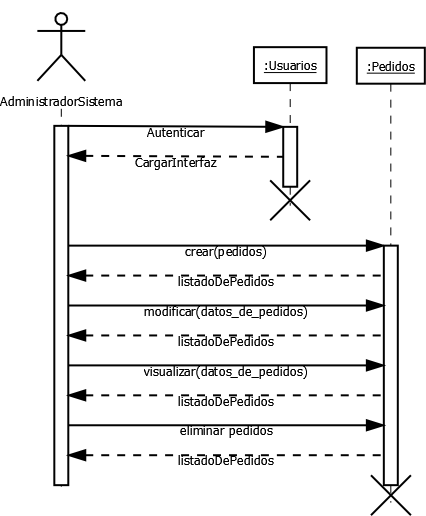 :Usuarios
:Pedidos
AdministradorSistema
Autenticar
CargarInterfaz
crear(pedidos)
listadoDePedidos
modificar(datos_de_pedidos)
listadoDePedidos
visualizar(datos_de_pedidos)
listadoDePedidos
eliminar pedidos
listadoDePedidos